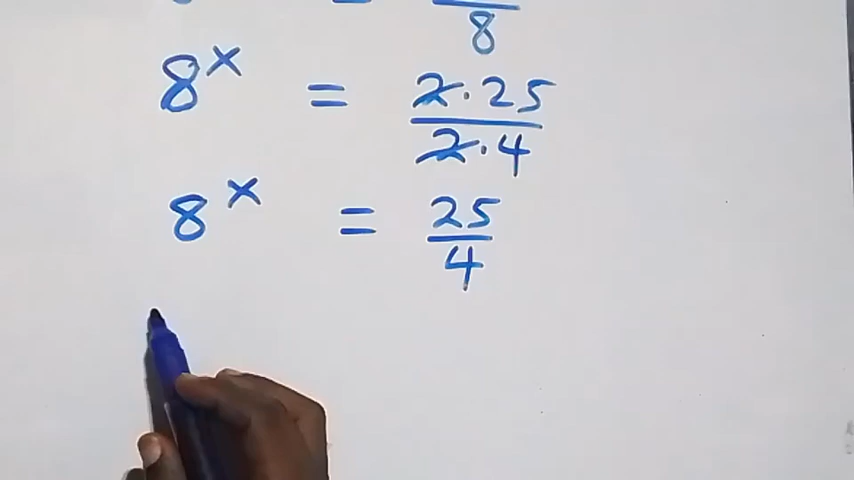 = /8
8^x = (2·25)/(2·4)
8^x = 25/4